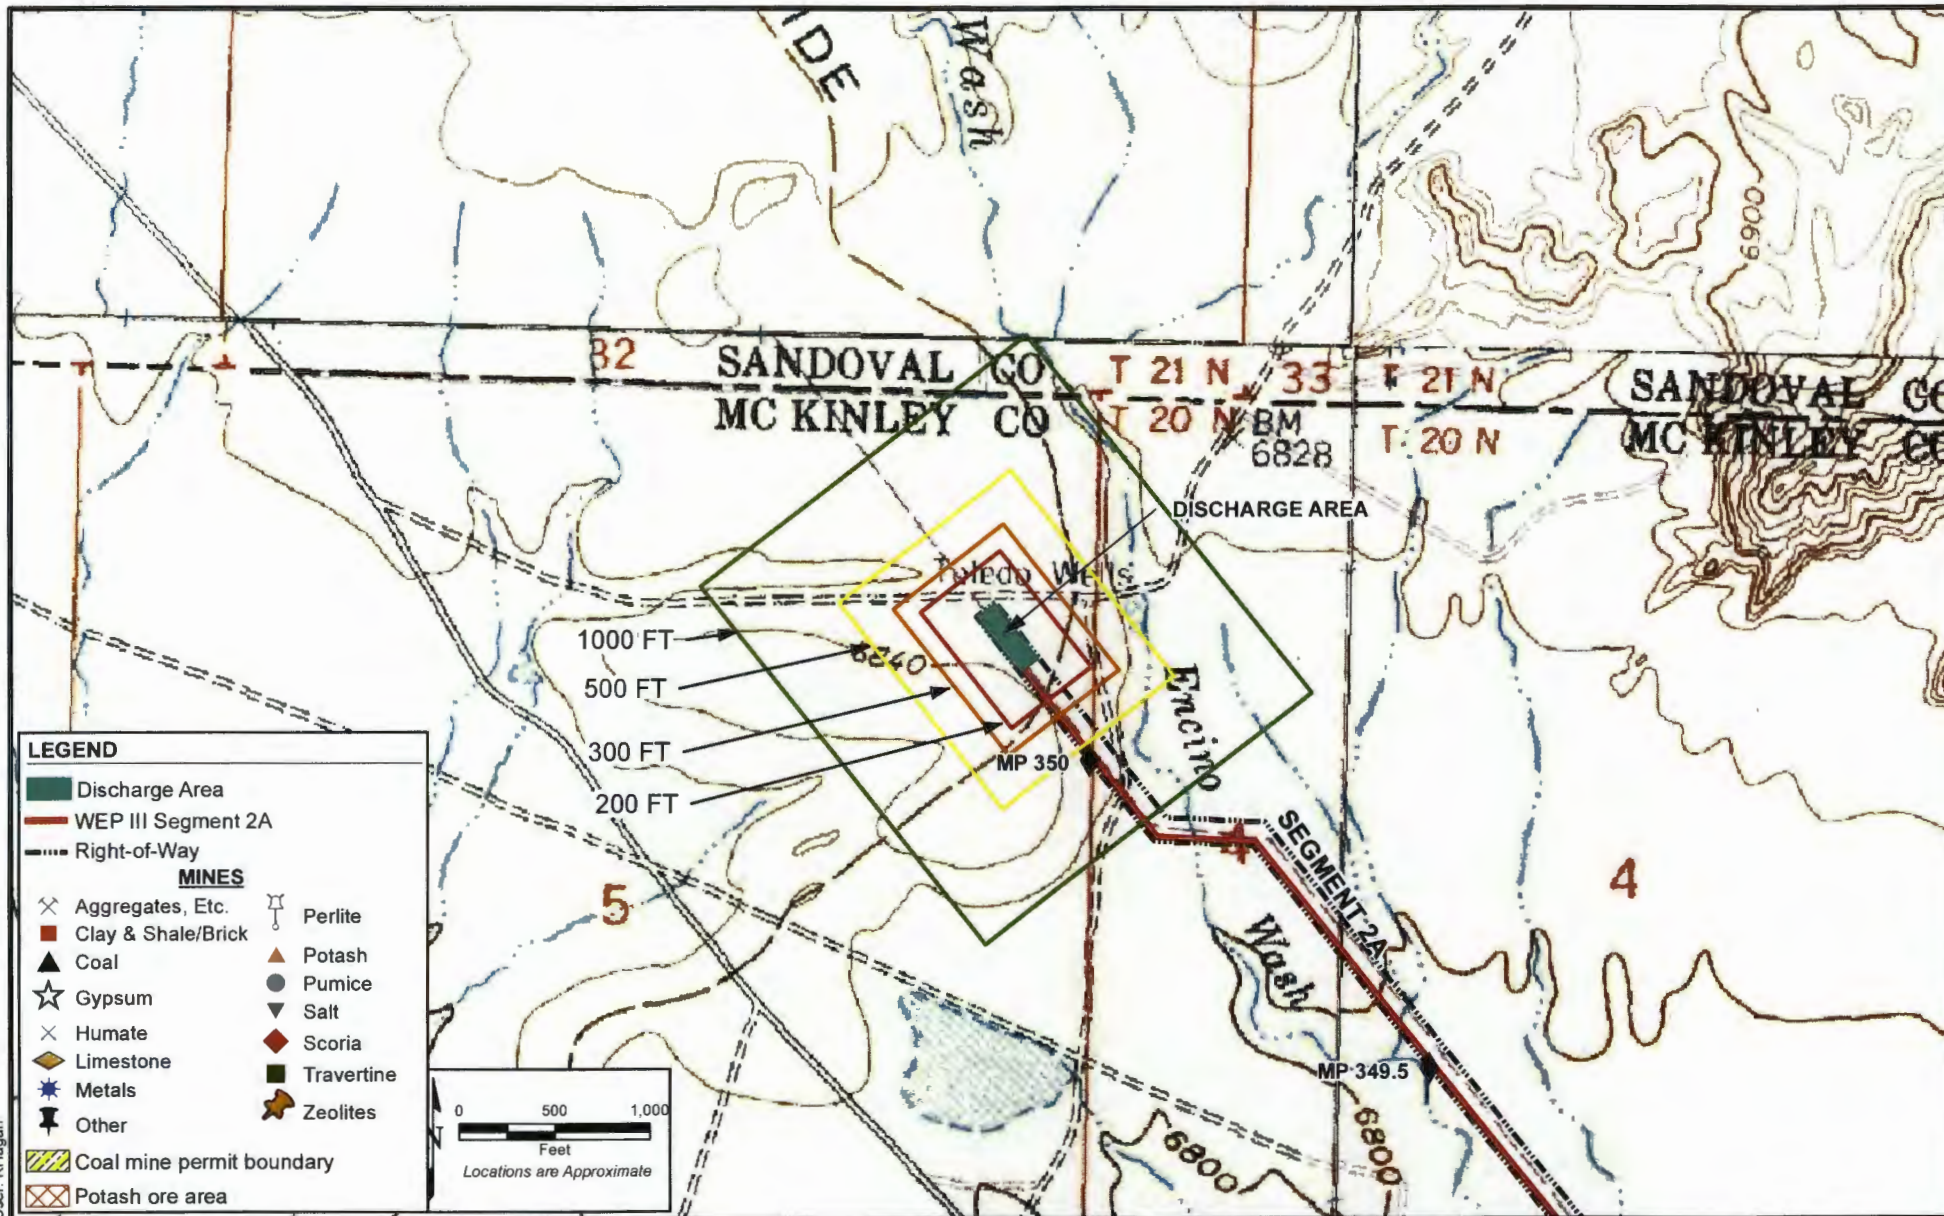 IDE
Wash
6900
32
SANDOVAL CO
T 21 N
33
T 21 N
SANDOVAL CO
MC KINLEY CO
T 20 N
BM
6828
T 20 N
MC KINLEY CO
DISCHARGE AREA
Toledo Wells
1000 FT
6840
500 FT
300 FT
200 FT
MP 350
Encino
Wash
4
SEGMENT 2A
4
5
MP 349.5
6800
6800
LEGEND
Discharge Area
WEP III Segment 2A
Right-of-Way
MINES
Aggregates, Etc.
Clay & Shale/Brick
Coal
Gypsum
Humate
Limestone
Metals
Other
Perlite
Potash
Pumice
Salt
Scoria
Travertine
Zeolites
Coal mine permit boundary
Potash ore area
N
0 500 1,000
Feet
Locations are Approximate